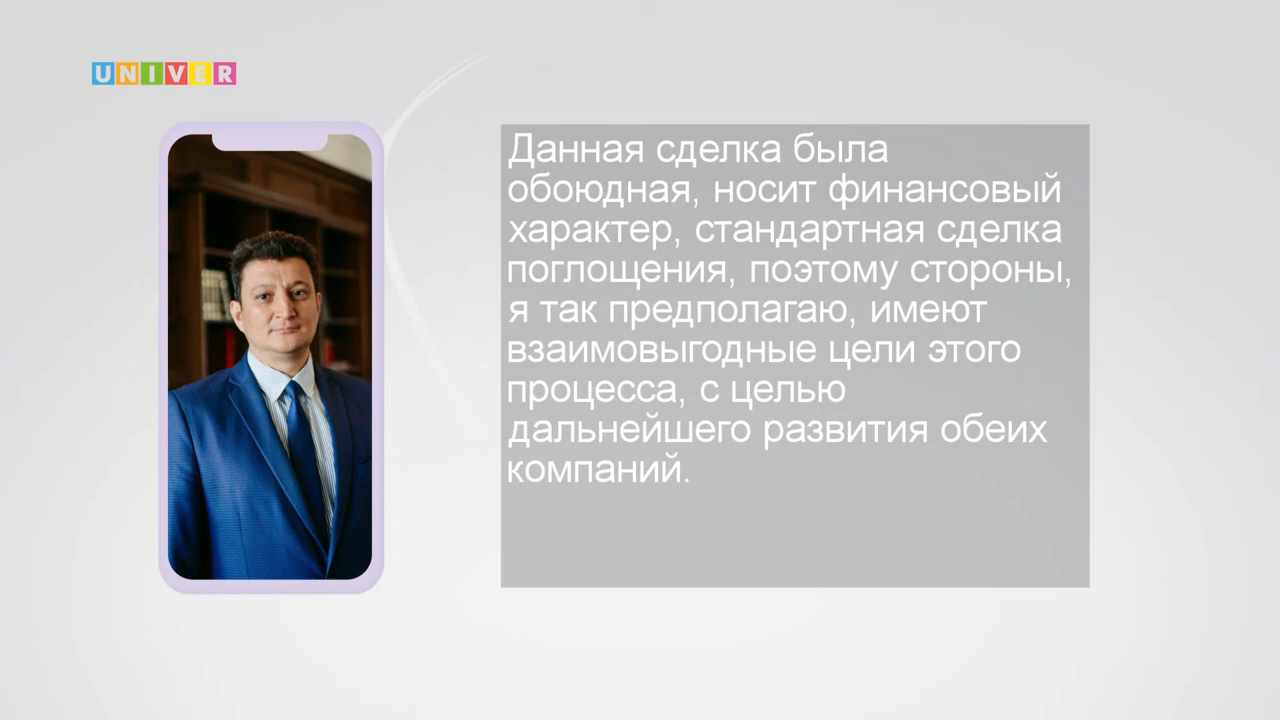 UNIVER
Данная сделка была
обоюдная, носит финансовый
характер, стандартная сделка
поглощения, поэтому стороны,
я так предполагаю, имеют
взаимовыгодные цели этого
процесса, с целью
дальнейшего развития обеих
компаний.